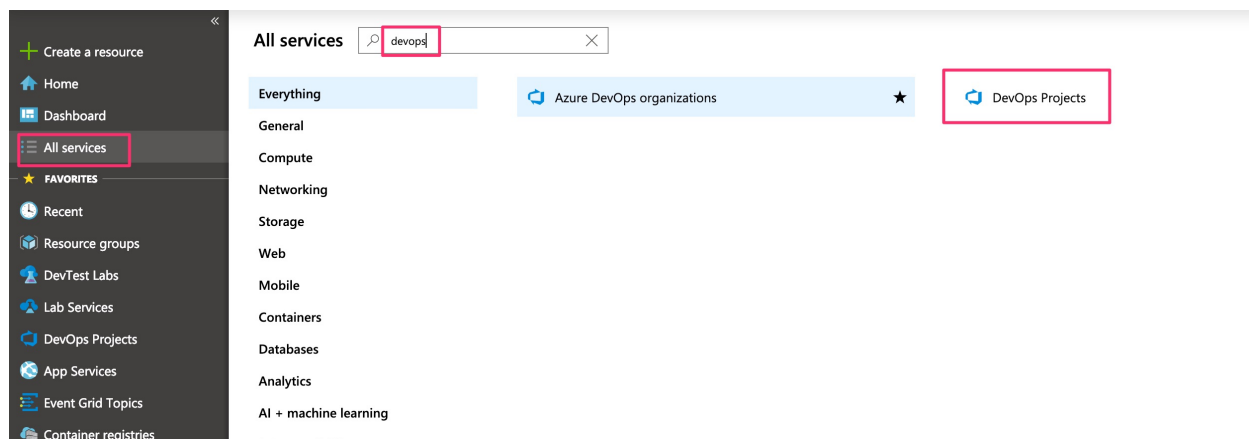 «
Create a resource
Home
Dashboard
All services
FAVORITES
Recent
Resource groups
DevTest Labs
Lab Services
DevOps Projects
App Services
Event Grid Topics
Container registries
All services
devops
Everything
General
Compute
Networking
Storage
Web
Mobile
Containers
Databases
Analytics
AI + machine learning
Azure DevOps organizations
DevOps Projects